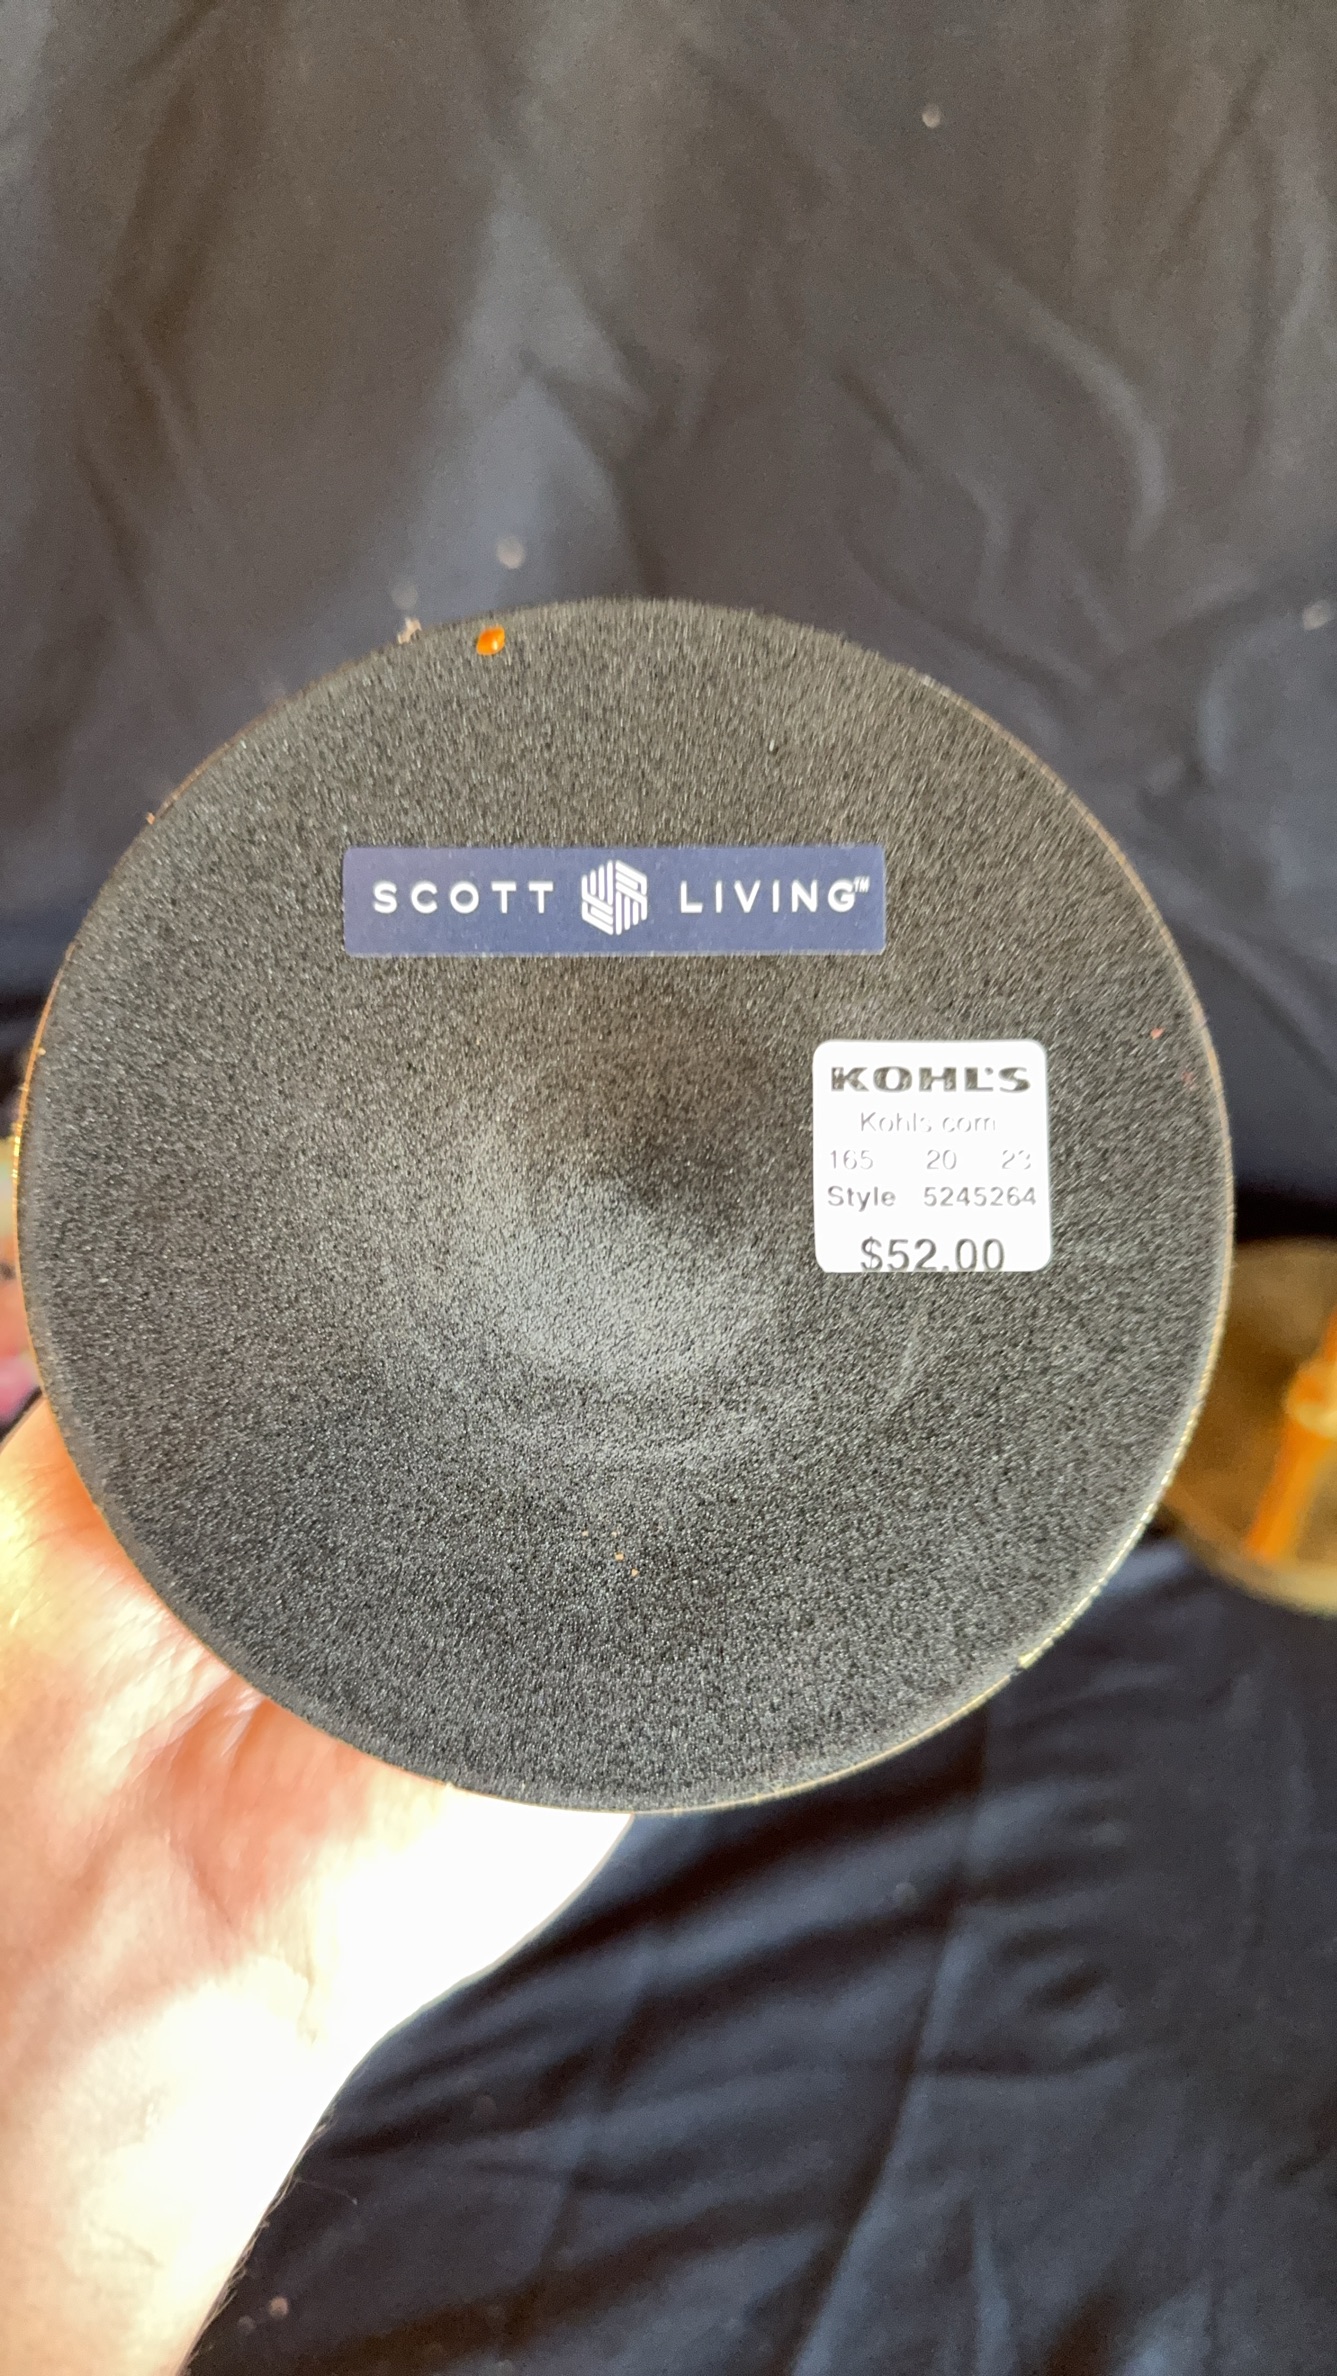 SCOTT LIVING™
KOHL'S
Kohls.com
165 20 23
Style 5245264
$52.00